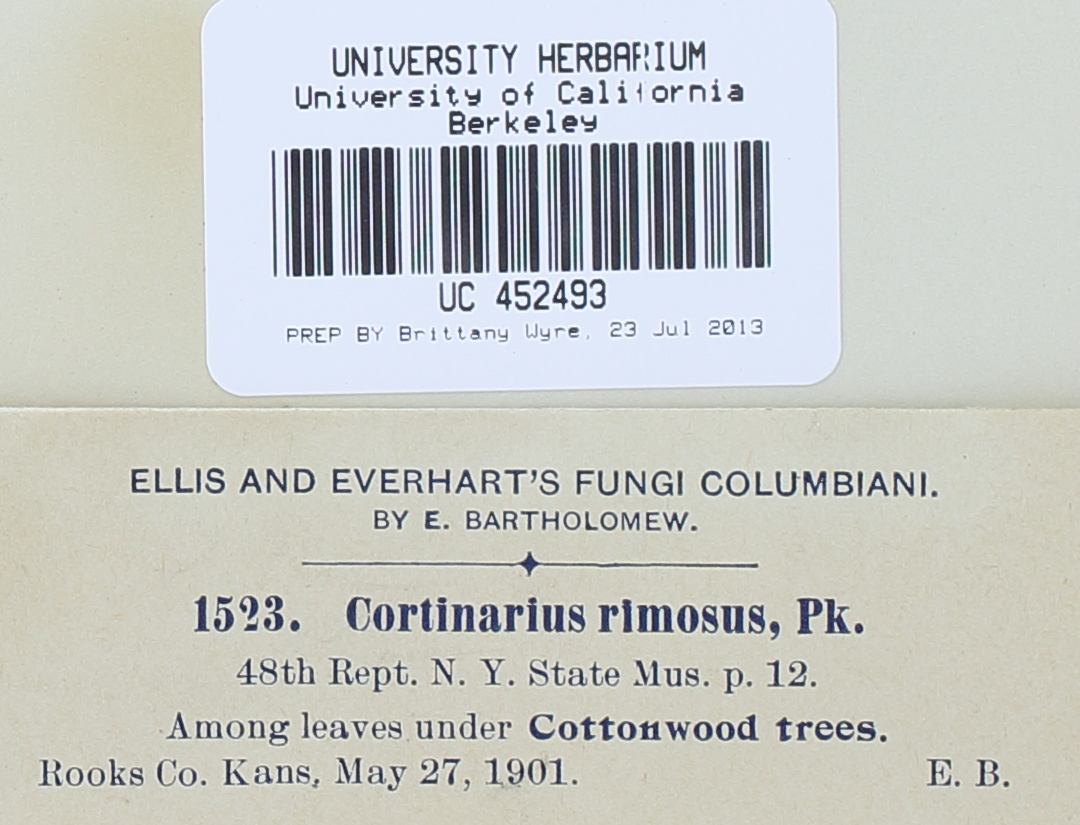 UNIVERSITY HERBARIUM
University of California
Berkeley
UC 452493
PREP BY Brittany Wyre, 23 Jul 2013
ELLIS AND EVERHART'S FUNGI COLUMBIANI.
BY E. BARTHOLOMEW.
1523. Cortinarius rimosus, Pk.
48th Rept. N. Y. State Mus. p. 12.
Among leaves under Cottonwood trees.
Rooks Co. Kans, May 27, 1901. E. B.